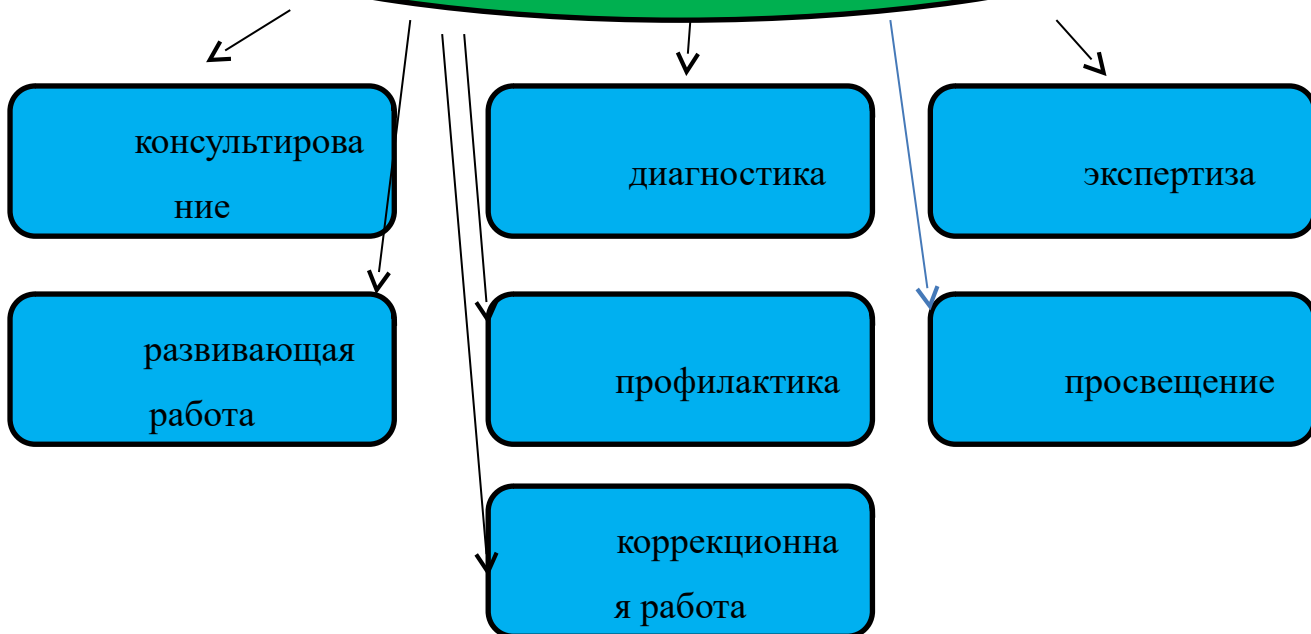 консультирова
ние
диагностика
экспертиза
развивающая
работа
профилактика
просвещение
коррекционна
я работа